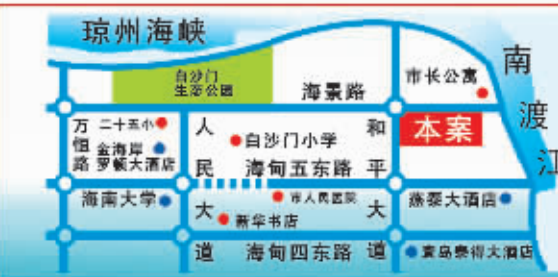 琼州海峡
白沙门
生态公园
海景路
市长公寓
南渡江
万恒路
二十五小
金海岸
罗顿大酒店
人民大道
白沙门小学
和平大道
本案
海甸五东路
海南大学
市人民医院
新华书店
燕泰大酒店
海甸四东路
寰岛泰得大酒店